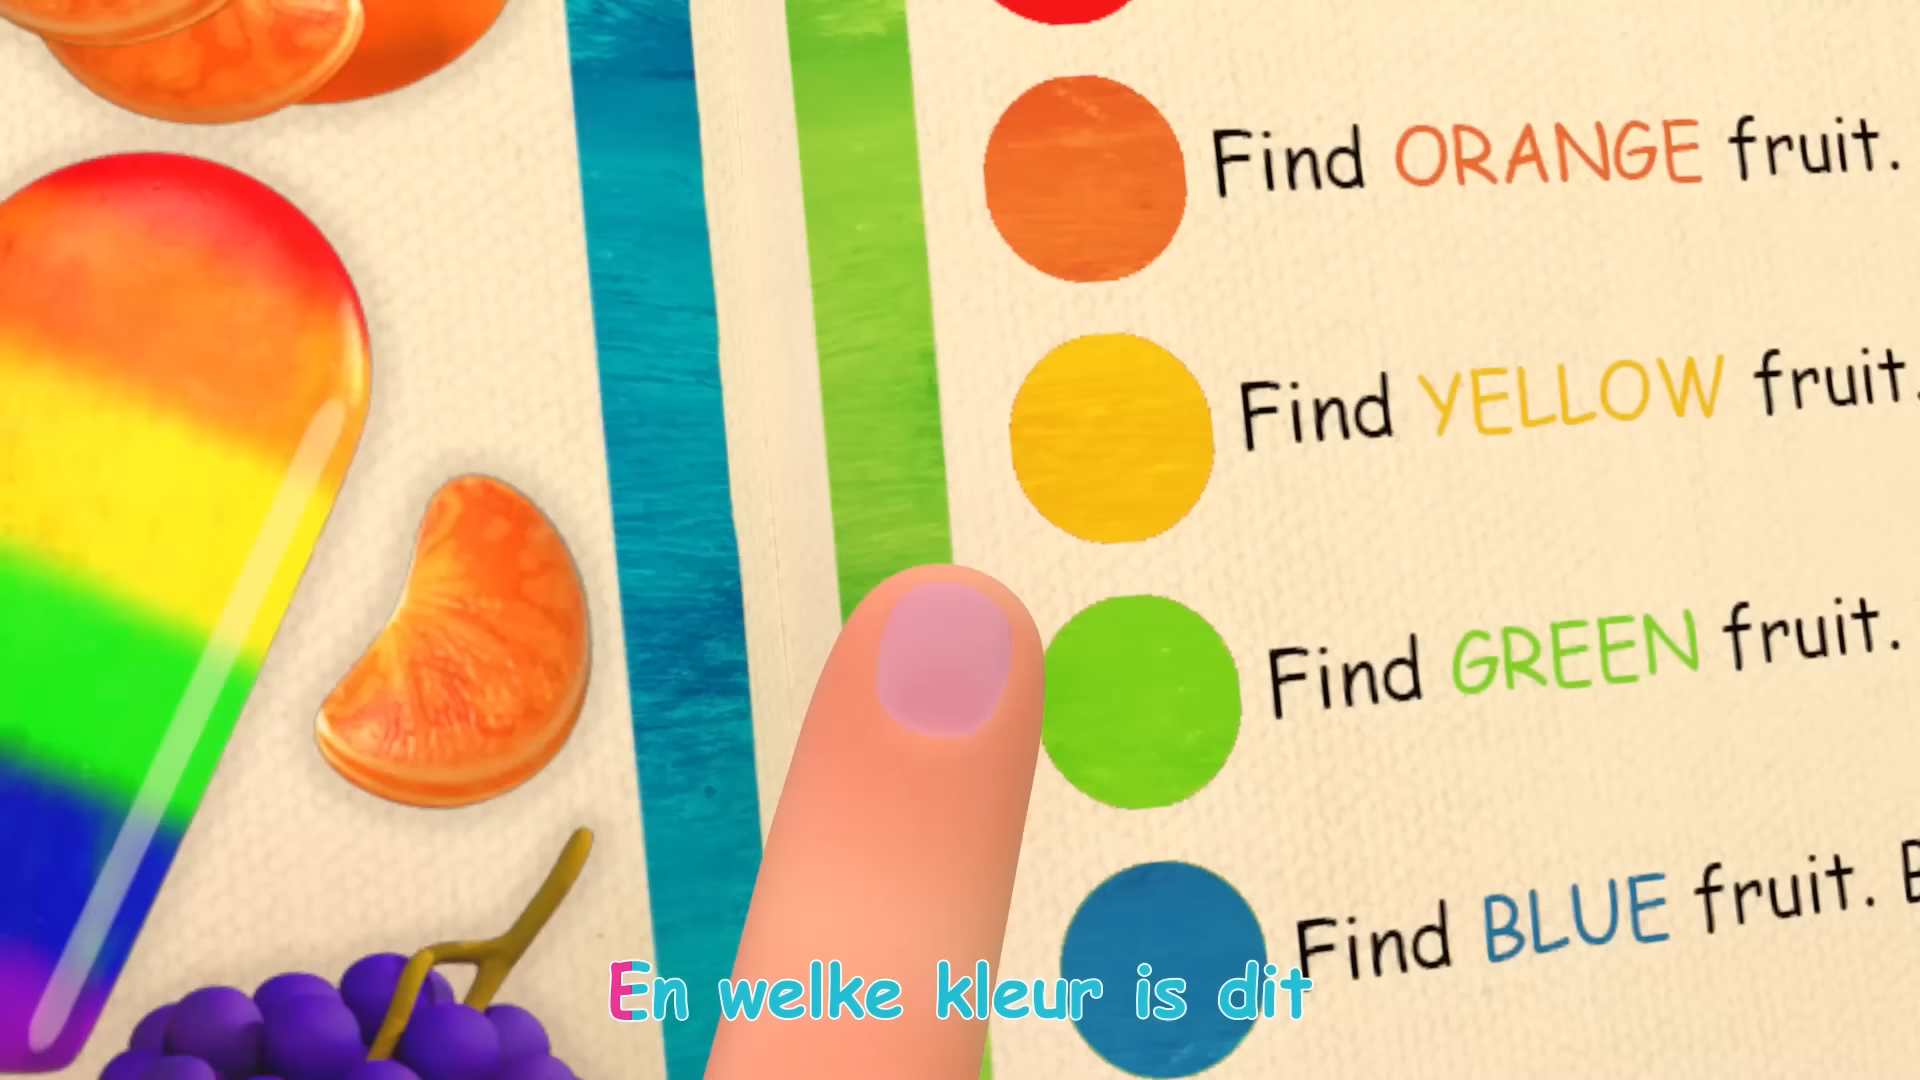 Find ORANGE fruit.
Find YELLOW fruit.
Find GREEN fruit.
Find BLUE fruit.
En welke kleur is dit